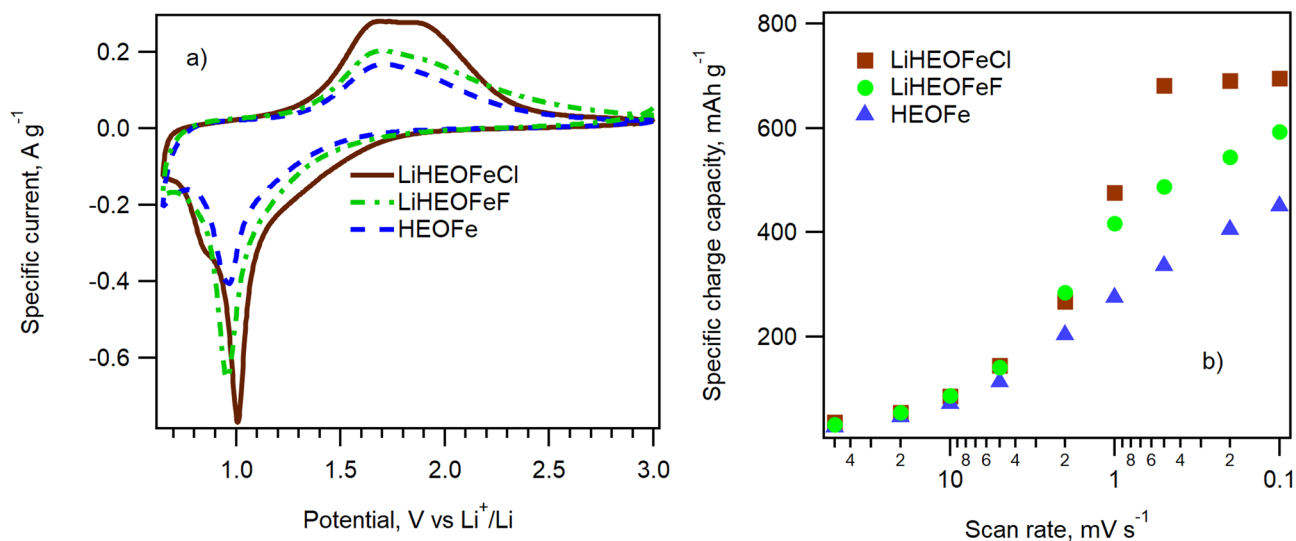 a)
Specific current, A g-1
0.2
0.0
-0.2
-0.4
-0.6
LiHEOFeCl
LiHEOFeF
HEOFe
1.0 1.5 2.0 2.5 3.0
Potential, V vs Li+/Li
Specific charge capacity, mAh g-1
800
600
400
200
LiHEOFeCl
LiHEOFeF
HEOFe
b)
4 2 10 8 6 4 2 1 8 6 4 2 0.1
Scan rate, mV s-1